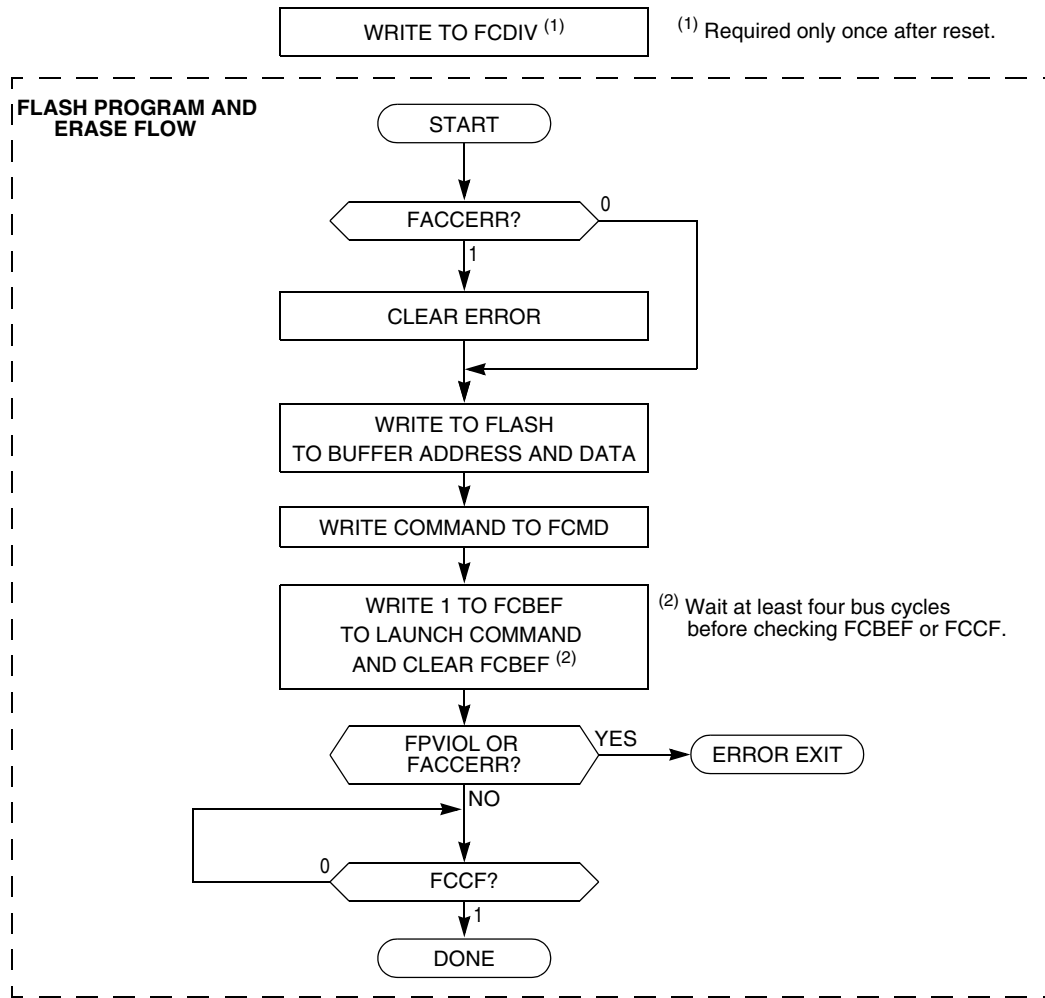 WRITE TO FCDIV (1)
(1) Required only once after reset.
FLASH PROGRAM AND
ERASE FLOW
START
FACCERR?
0
1
CLEAR ERROR
WRITE TO FLASH
TO BUFFER ADDRESS AND DATA
WRITE COMMAND TO FCMD
WRITE 1 TO FCBEF
TO LAUNCH COMMAND
AND CLEAR FCBEF (2)
(2) Wait at least four bus cycles
before checking FCBEF or FCCF.
FPVIOL OR
FACCERR?
YES
ERROR EXIT
NO
0
FCCF?
1
DONE